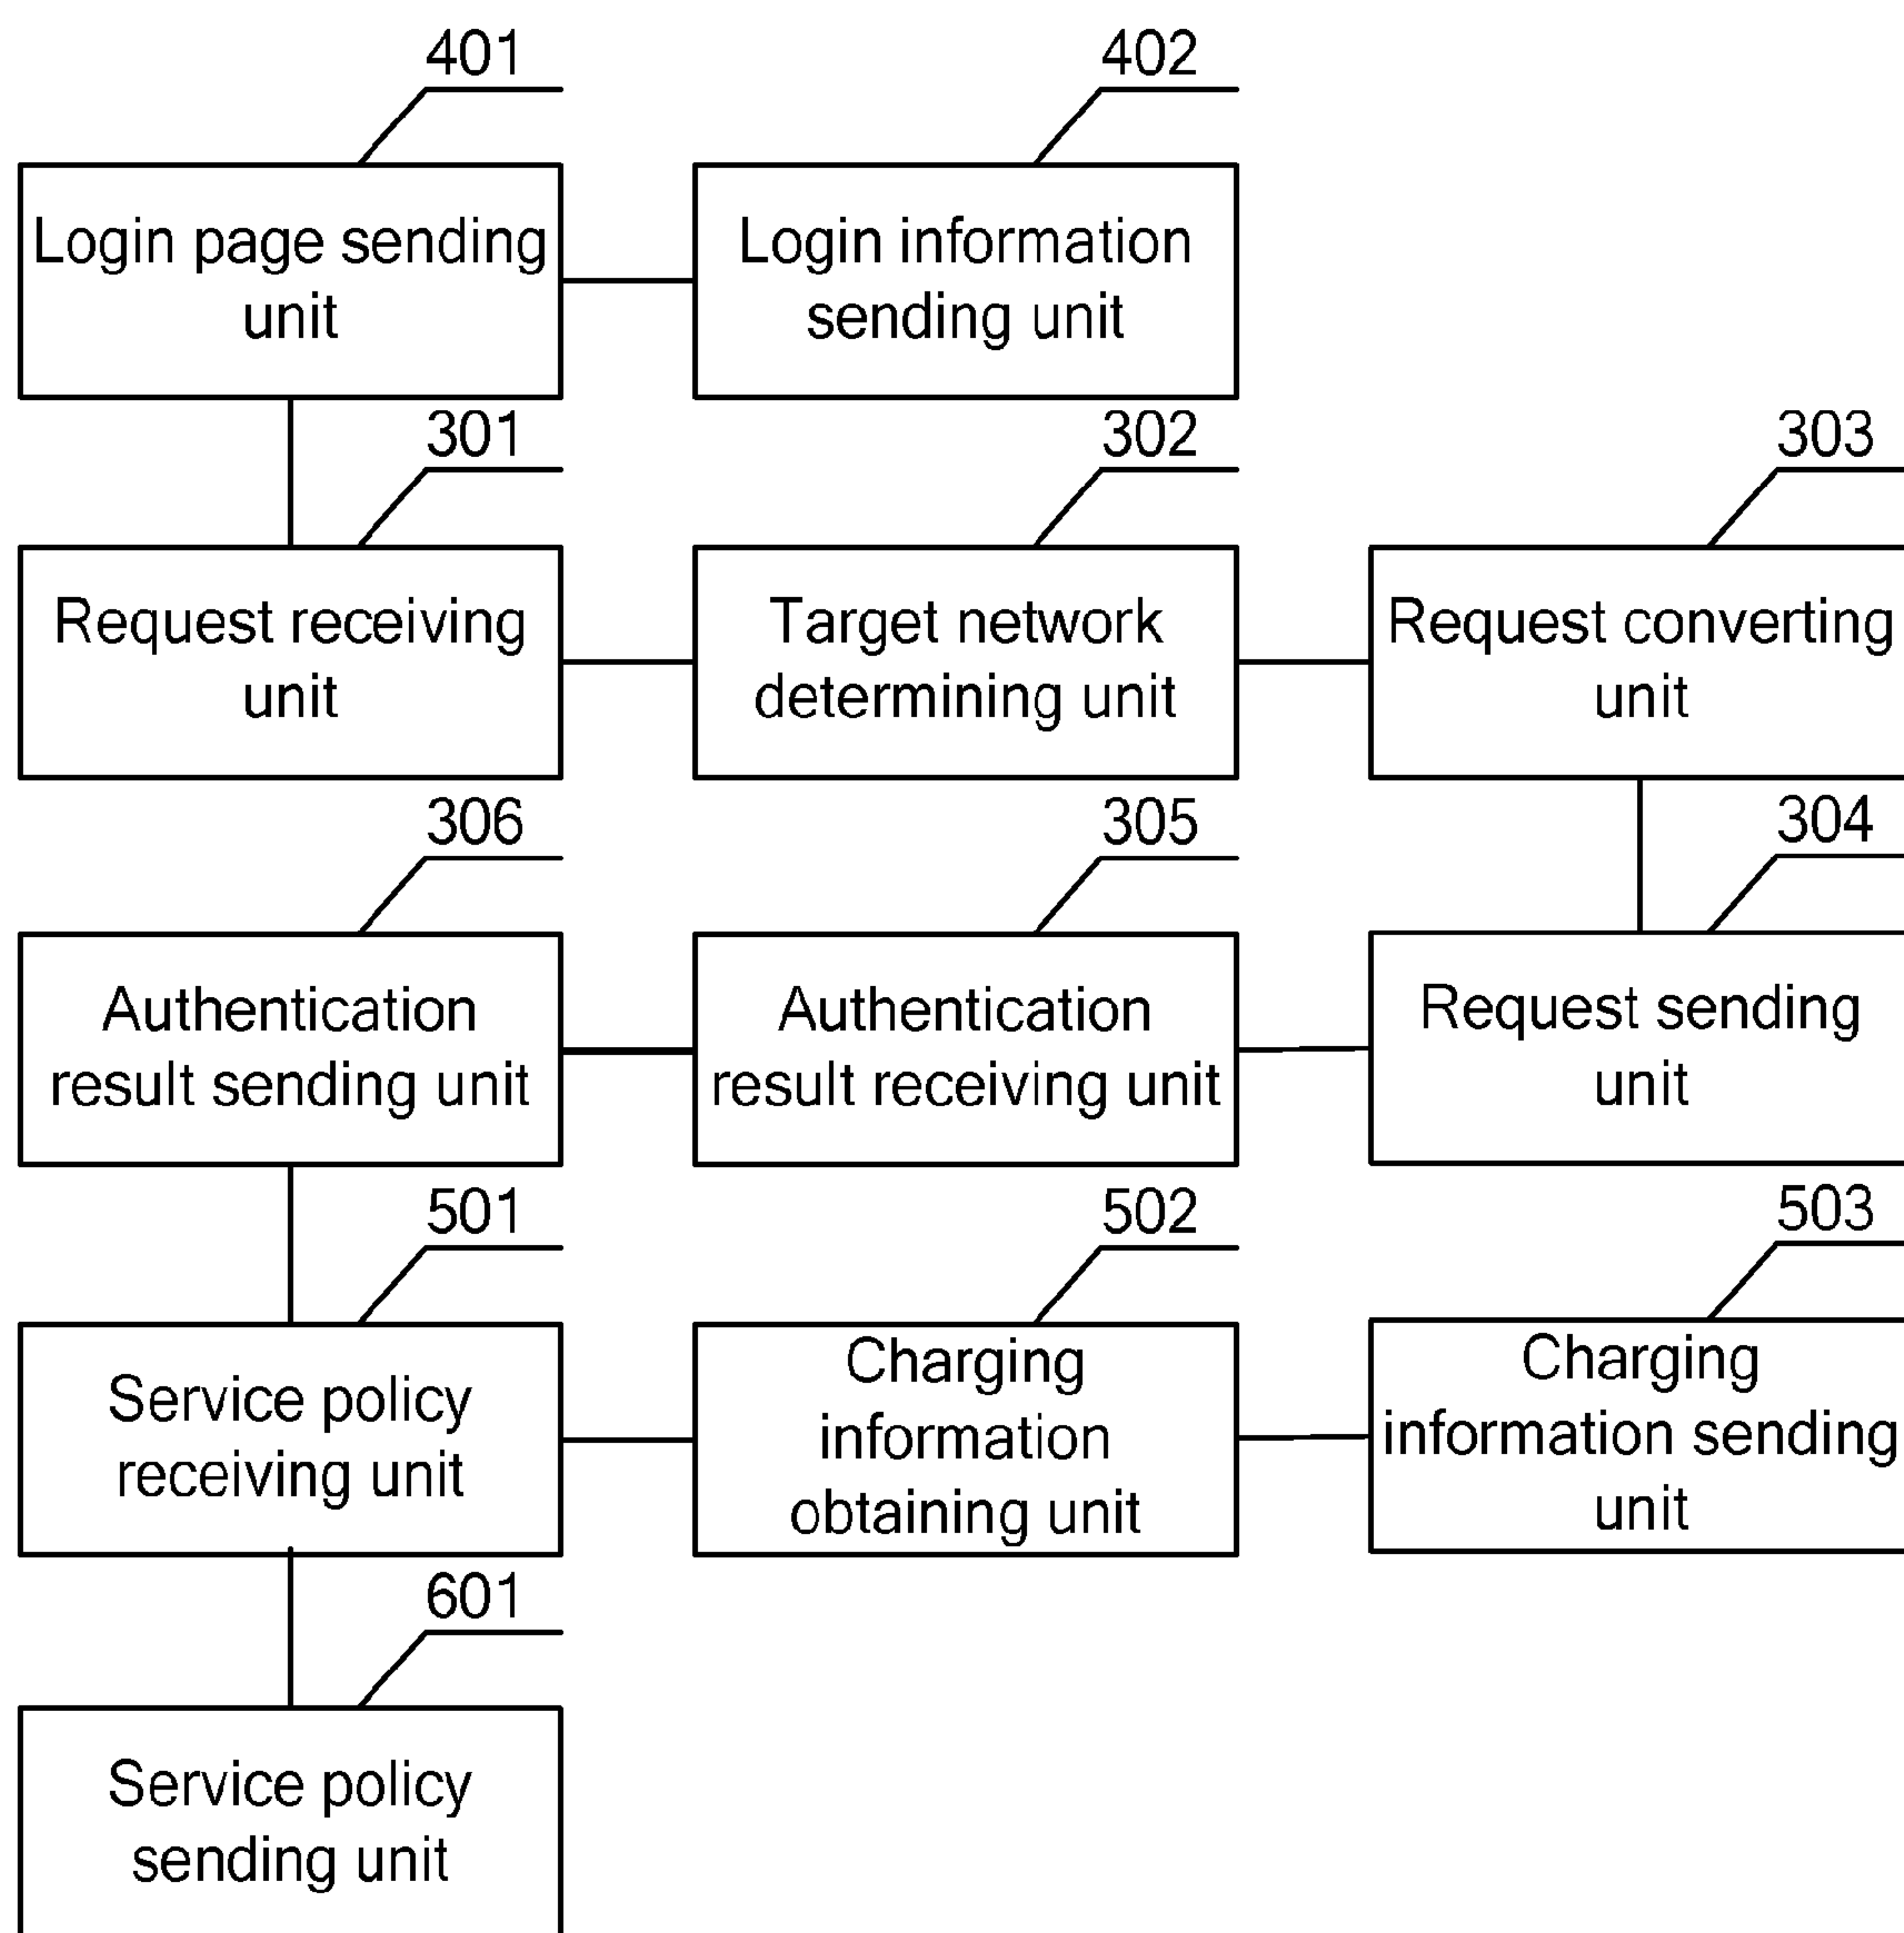 401
402
Login page sending
unit
Login information
sending unit
301
302
303
Request receiving
unit
Target network
determining unit
Request converting
unit
306
305
304
Authentication
result sending unit
Authentication
result receiving unit
Request sending
unit
501
502
503
Service policy
receiving unit
Charging
information
obtaining unit
Charging
information sending
unit
601
Service policy
sending unit